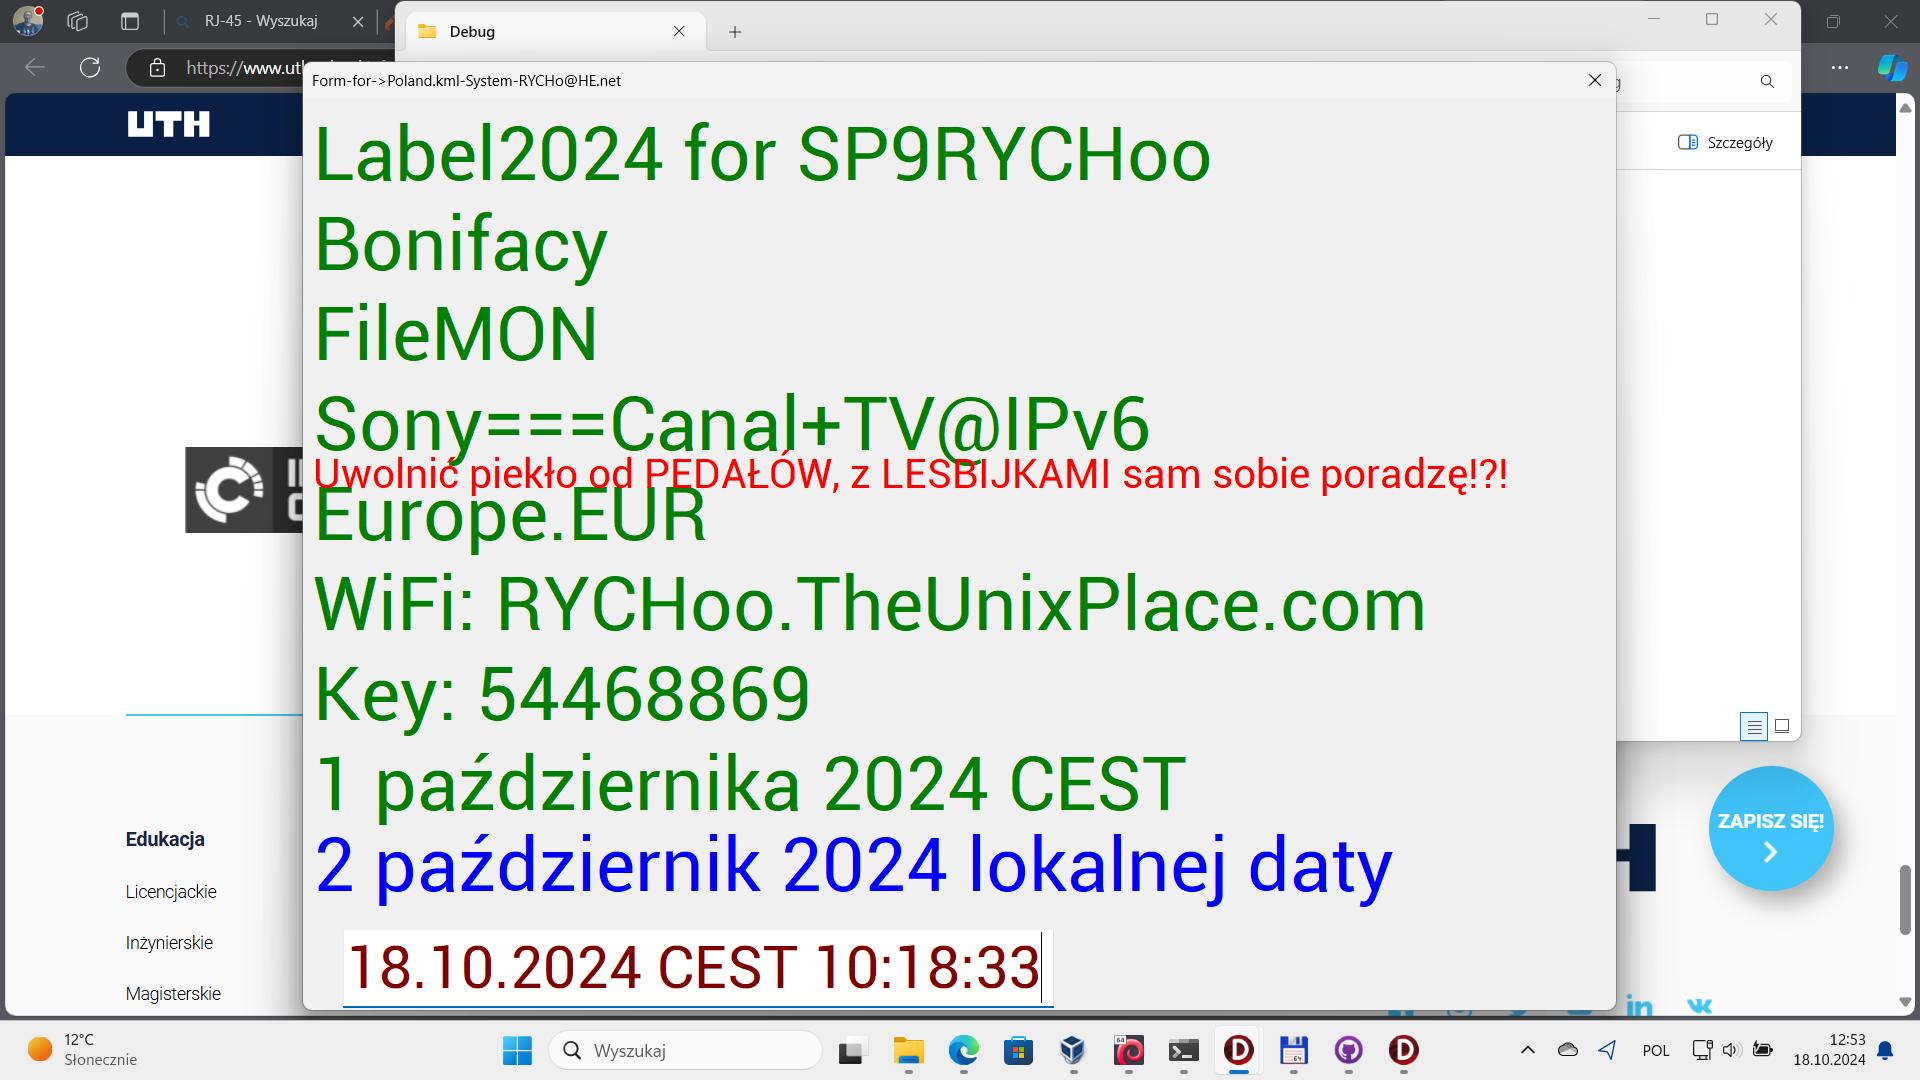 RJ-45 - Wyszukaj
Debug
https://www.uth
Form-for->Poland.kml-System-RYCHo@HE.net
UTH
Szczegóły
Label2024 for SP9RYCHoo
Bonifacy
FileMON
Sony===Canal+TV@IPv6
Uwolnić piekło od PEDAŁÓW, z LESBIJKAMI sam sobie poradzę!?!
Europe.EUR
WiFi: RYCHoo.TheUnixPlace.com
Key: 54468869
1 października 2024 CEST
2 październik 2024 lokalnej daty
18.10.2024 CEST 10:18:33
ZAPISZ SIĘ!
Edukacja
Licencjackie
Inżynierskie
Magisterskie
12°C
Słonecznie
Wyszukaj
64
64
POL
12:53
18.10.2024